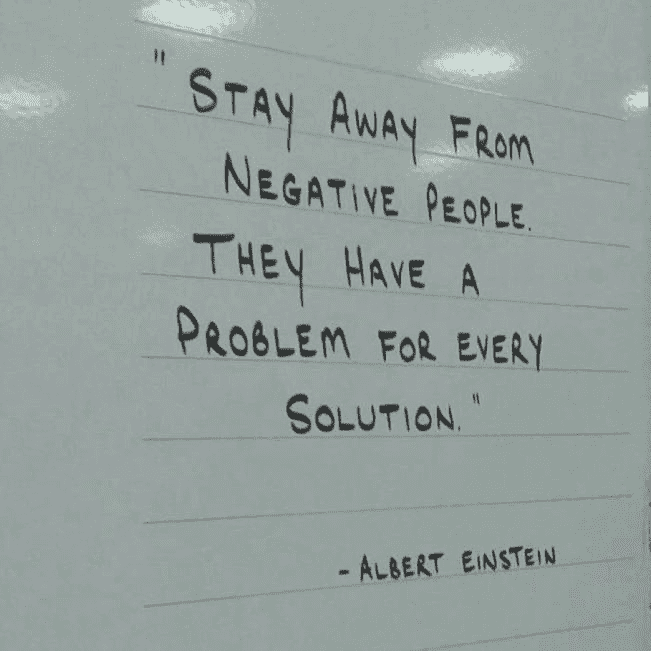 "STAY AWAY FROM
NEGATIVE PEOPLE.
THEY HAVE A
PROBLEM FOR EVERY
SOLUTION."
- ALBERT EINSTEIN